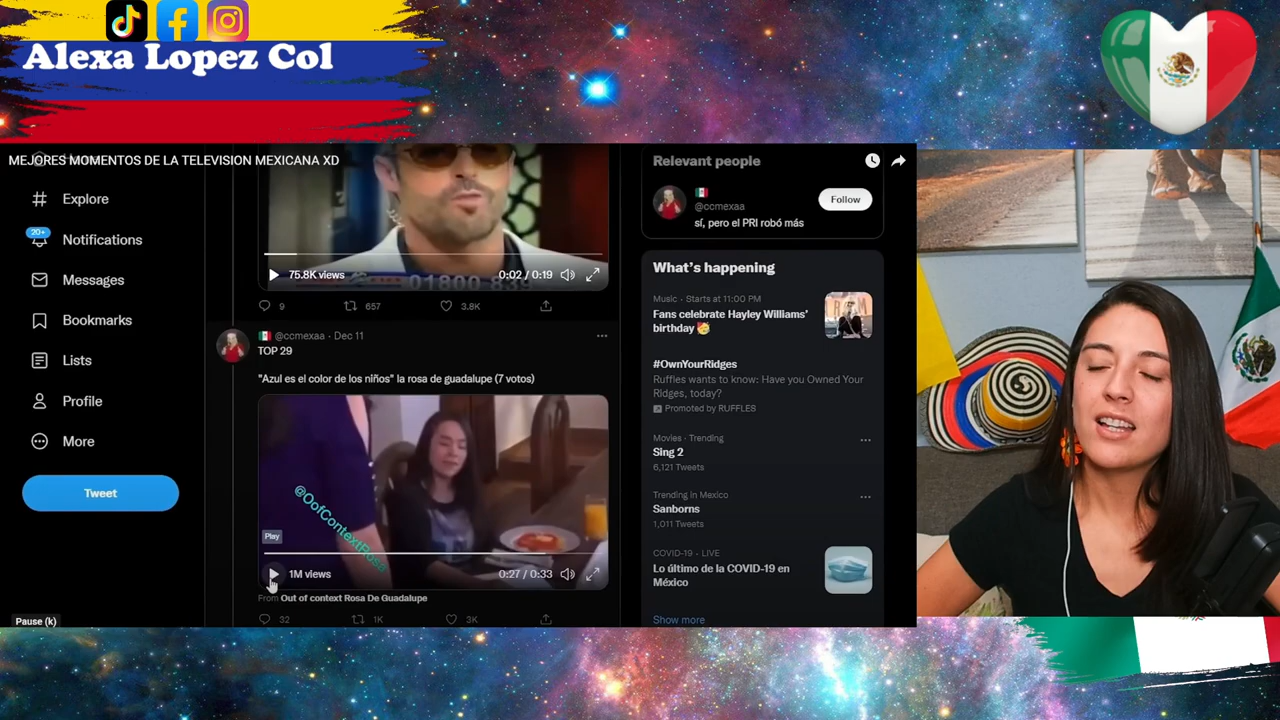 Alexa Lopez Col
MEJORES MOMENTOS DE LA TELEVISION MEXICANA XD
Explore
20+
Notifications
Messages
Bookmarks
Lists
Profile
More
Tweet
Pause (k)
75.8K views
0:02 / 0:19
01800 839
9
657
3.8K
@ccmexaa · Dec 11
TOP 29
"Azul es el color de los niños" la rosa de guadalupe (7 votos)
@OofContextRosa
Play
1M views
0:27 / 0:33
From Out of context Rosa De Guadalupe
32
1K
3K
Relevant people
@ccmexaa
Follow
sí, pero el PRI robó más
What's happening
Music · Starts at 11:00 PM
Fans celebrate Hayley Williams'
birthday
#OwnYourRidges
Ruffles wants to know: Have you Owned Your
Ridges, today?
Promoted by RUFFLES
Movies · Trending
Sing 2
6,121 Tweets
Trending in Mexico
Sanborns
1,011 Tweets
COVID-19 · LIVE
Lo último de la COVID-19 en
México
Show more